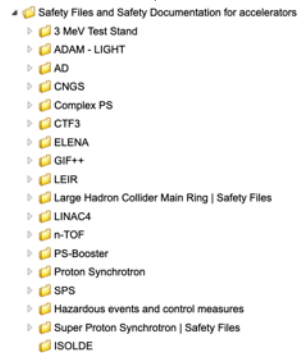 Safety Files and Safety Documentation for accelerators
3 MeV Test Stand
ADAM - LIGHT
AD
CNGS
Complex PS
CTF3
ELENA
GIF++
LEIR
Large Hadron Collider Main Ring | Safety Files
LINAC4
n-TOF
PS-Booster
Proton Synchrotron
SPS
Hazardous events and control measures
Super Proton Synchrotron | Safety Files
ISOLDE